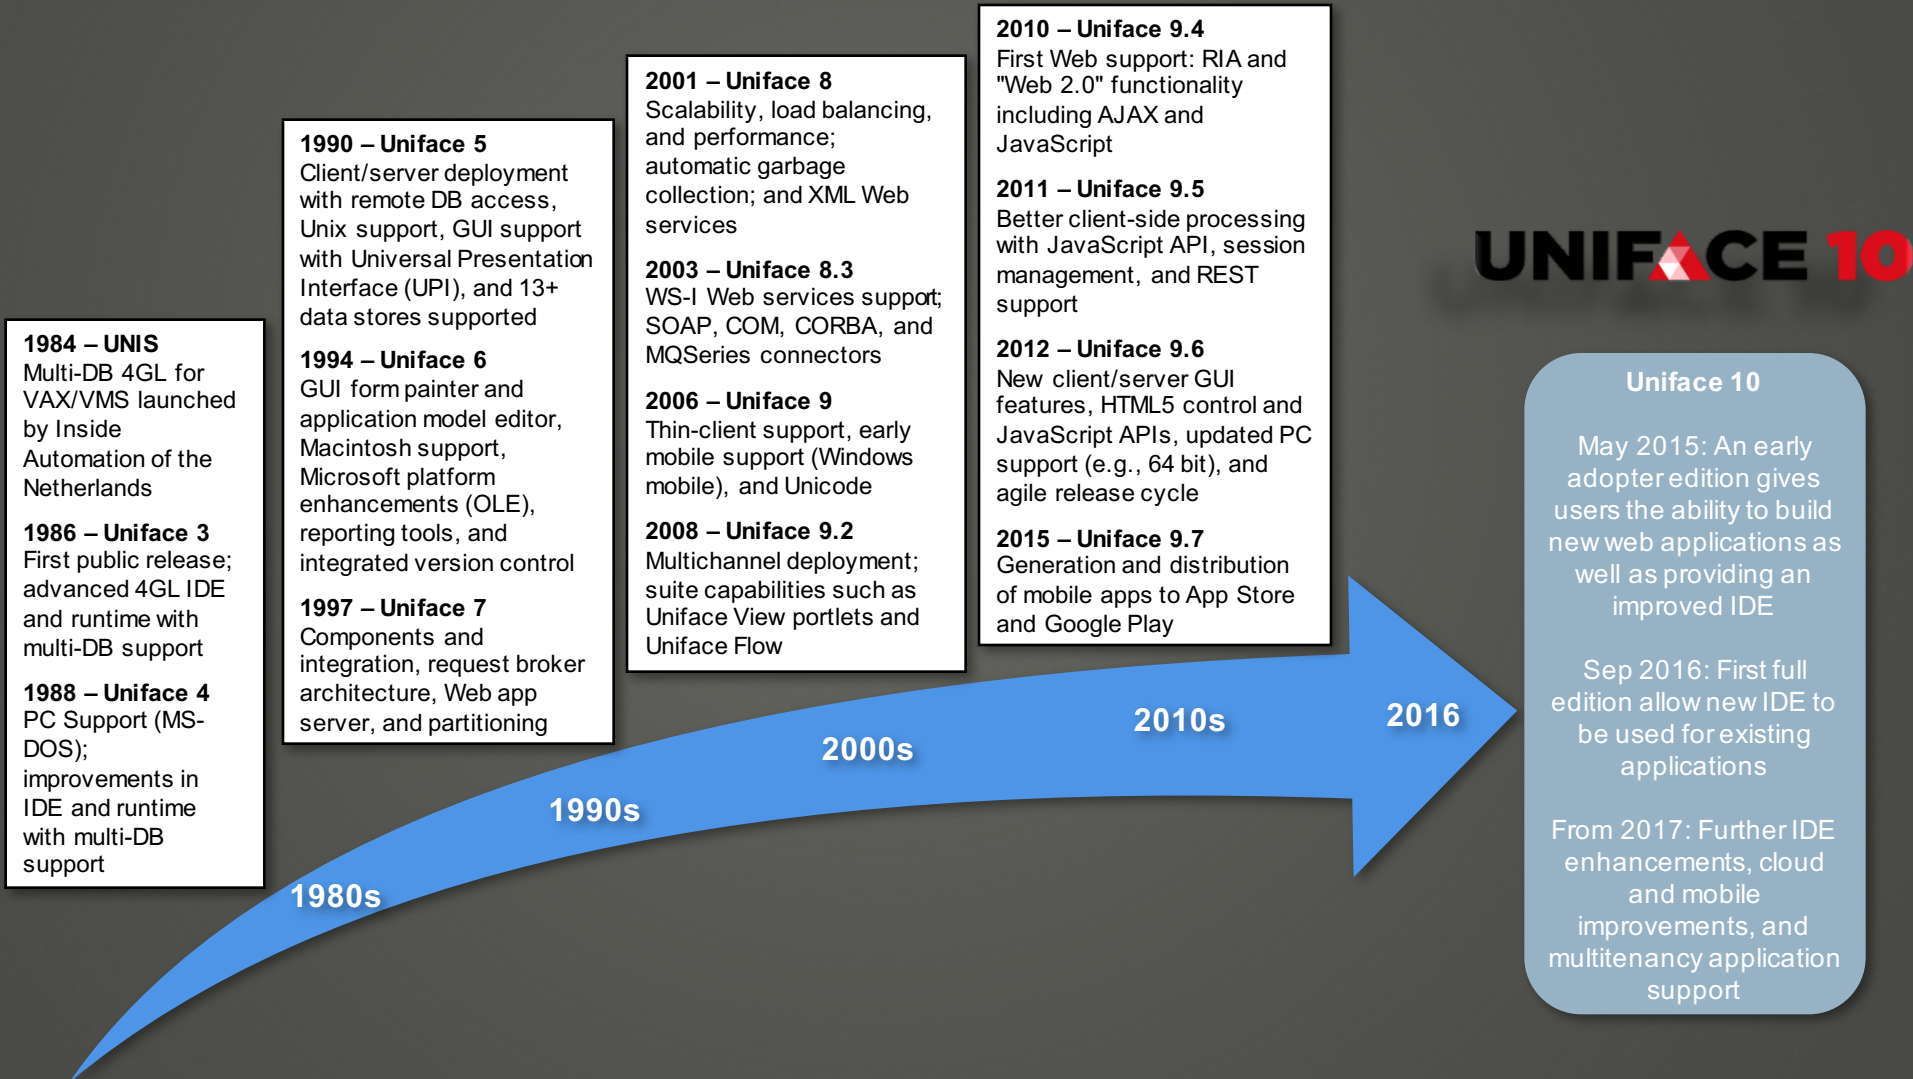 1984 – UNIS
Multi-DB 4GL for
VAX/VMS launched
by Inside
Automation of the
Netherlands
1986 – Uniface 3
First public release;
advanced 4GL IDE
and runtime with
multi-DB support
1988 – Uniface 4
PC Support (MS-
DOS);
improvements in
IDE and runtime
with multi-DB
support
1990 – Uniface 5
Client/server deployment
with remote DB access,
Unix support, GUI support
with Universal Presentation
Interface (UPI), and 13+
data stores supported
1994 – Uniface 6
GUI form painter and
application model editor,
Macintosh support,
Microsoft platform
enhancements (OLE),
reporting tools, and
integrated version control
1997 – Uniface 7
Components and
integration, request broker
architecture, Web app
server, and partitioning
2001 – Uniface 8
Scalability, load balancing,
and performance;
automatic garbage
collection; and XML Web
services
2003 – Uniface 8.3
WS-I Web services support;
SOAP, COM, CORBA, and
MQSeries connectors
2006 – Uniface 9
Thin-client support, early
mobile support (Windows
mobile), and Unicode
2008 – Uniface 9.2
Multichannel deployment;
suite capabilities such as
Uniface View portlets and
Uniface Flow
2010 – Uniface 9.4
First Web support: RIA and
"Web 2.0" functionality
including AJAX and
JavaScript
2011 – Uniface 9.5
Better client-side processing
with JavaScript API, session
management, and REST
support
2012 – Uniface 9.6
New client/server GUI
features, HTML5 control and
JavaScript APIs, updated PC
support (e.g., 64 bit), and
agile release cycle
2015 – Uniface 9.7
Generation and distribution
of mobile apps to App Store
and Google Play
1980s
1990s
2000s
2010s
2016
UNIFACE 10
Uniface 10
May 2015: An early
adopter edition gives
users the ability to build
new web applications as
well as providing an
improved IDE
Sep 2016: First full
edition allow new IDE to
be used for existing
applications
From 2017: Further IDE
enhancements, cloud
and mobile
improvements, and
multitenancy application
support